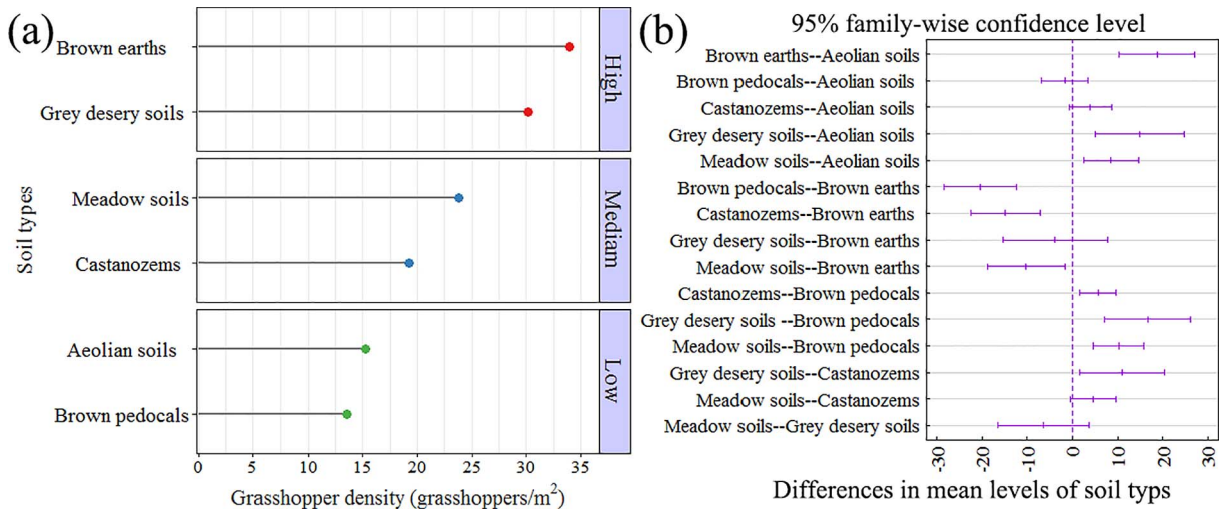 (a)
Soil types
Brown earths
Grey desery soils
High
Meadow soils
Castanozems
Mediam
Aeolian soils
Brown pedocals
Low
0 5 10 15 20 25 30 35
Grasshopper density (grasshoppers/m²)
(b)
95% family-wise confidence level
Brown earths--Aeolian soils
Brown pedocals--Aeolian soils
Castanozems--Aeolian soils
Grey desery soils--Aeolian soils
Meadow soils--Aeolian soils
Brown pedocals--Brown earths
Castanozems--Brown earths
Grey desery soils--Brown earths
Meadow soils--Brown earths
Castanozems--Brown pedocals
Grey desery soils --Brown pedocals
Meadow soils--Brown pedocals
Grey desery soils--Castanozems
Meadow soils--Castanozems
Meadow soils--Grey desery soils
-30 -20 -10 0 10 20 30
Differences in mean levels of soil typs